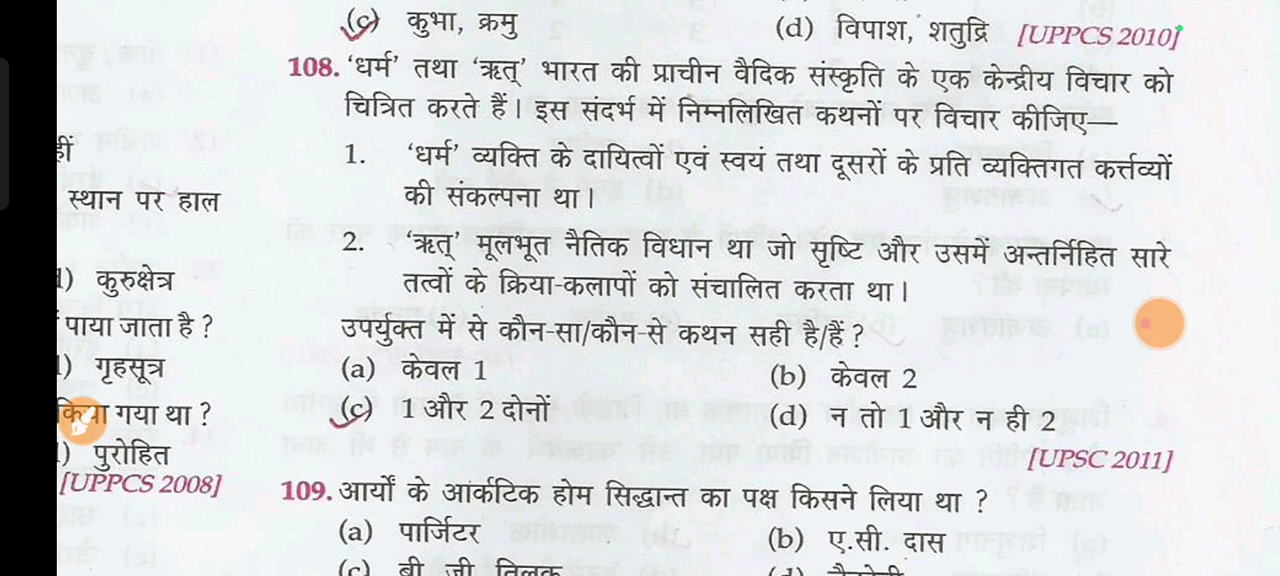 (c) कुभा, क्रमु (d) विपाश, शतुद्रि [UPPCS 2010]
108. 'धर्म' तथा 'ऋत्' भारत की प्राचीन वैदिक संस्कृति के एक केन्द्रीय विचार को
चित्रित करते हैं। इस संदर्भ में निम्नलिखित कथनों पर विचार कीजिए—
1. 'धर्म' व्यक्ति के दायित्वों एवं स्वयं तथा दूसरों के प्रति व्यक्तिगत कर्त्तव्यों
की संकल्पना था।
2. 'ऋत्' मूलभूत नैतिक विधान था जो सृष्टि और उसमें अन्तर्निहित सारे
तत्वों के क्रिया-कलापों को संचालित करता था।
उपर्युक्त में से कौन-सा/कौन-से कथन सही है/हैं ?
(a) केवल 1 (b) केवल 2
(c) 1 और 2 दोनों (d) न तो 1 और न ही 2
[UPSC 2011]
109. आर्यों के आर्कटिक होम सिद्धान्त का पक्ष किसने लिया था ?
(a) पार्जिटर (b) ए.सी. दास
(c) बी. जी. तिलक (d)
स्थान पर हाल
कुरुक्षेत्र
पाया जाता है ?
गृहसूत्र
किया गया था ?
पुरोहित
[UPPCS 2008]